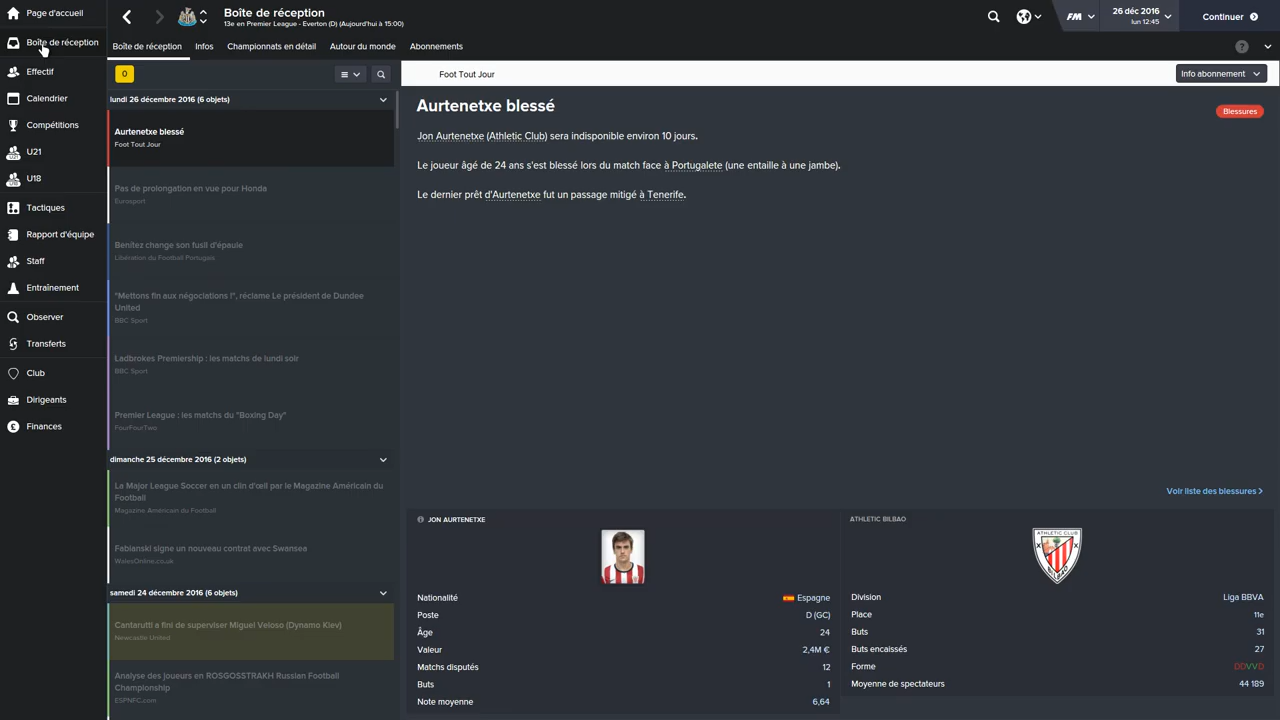 Page d'accueil
Boîte de réception
13e en Premier League - Everton (D) (Aujourd'hui à 15:00)
FM
26 déc 2016
lun 12:45
Continuer
Boîte de réception
Boîte de réception
Infos
Championnats en détail
Autour du monde
Abonnements
Effectif
Calendrier
Compétitions
U21
U21
U18
U18
Tactiques
Rapport d'équipe
Staff
Entraînement
Observer
Transferts
Club
Dirigeants
Finances
0
lundi 26 décembre 2016 (6 objets)
Aurtenetxe blessé
Foot Tout Jour
Pas de prolongation en vue pour Honda
Eurosport
Benítez change son fusil d'épaule
Libération du Football Portugais
"Mettons fin aux négociations !", réclame Le président de Dundee
United
BBC Sport
Ladbrokes Premiership : les matchs de lundi soir
BBC Sport
Premier League : les matchs du "Boxing Day"
FourFourTwo
dimanche 25 décembre 2016 (2 objets)
La Major League Soccer en un clin d'œil par le Magazine Américain du
Football
Magazine Américain du Football
Fabianski signe un nouveau contrat avec Swansea
WalesOnline.co.uk
samedi 24 décembre 2016 (6 objets)
Cantarutti a fini de superviser Miguel Veloso (Dynamo Kiev)
Newcastle United
Analyse des joueurs en ROSGOSSTRAKH Russian Football
Championship
ESPNFC.com
Foot Tout Jour
Info abonnement
Aurtenetxe blessé
Blessures
Jon Aurtenetxe (Athletic Club) sera indisponible environ 10 jours.
Le joueur âgé de 24 ans s'est blessé lors du match face à Portugalete (une entaille à une jambe).
Le dernier prêt d'Aurtenetxe fut un passage mitigé à Tenerife.
Voir liste des blessures
JON AURTENETXE
Nationalité
Espagne
Poste
D (GC)
Âge
24
Valeur
2,4M €
Matchs disputés
12
Buts
1
Note moyenne
6,64
ATHLETIC BILBAO
Division
Liga BBVA
Place
11e
Buts
31
Buts encaissés
27
Forme
DDVVD
Moyenne de spectateurs
44 189